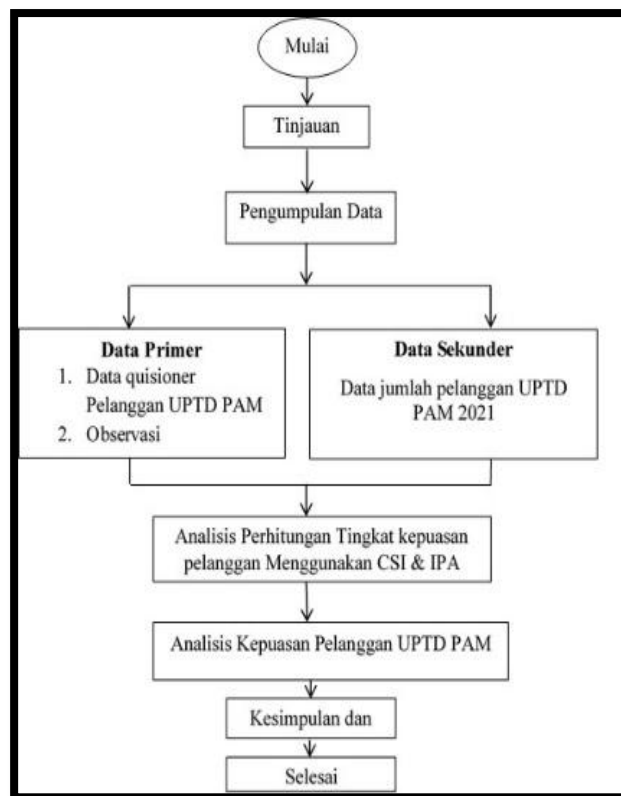 Mulai
Tinjauan
Pengumpulan Data
Data Primer
1. Data quisioner
Pelanggan UPTD PAM
2. Observasi
Data Sekunder
Data jumlah pelanggan UPTD
PAM 2021
Analisis Perhitungan Tingkat kepuasan
pelanggan Menggunakan CSI & IPA
Analisis Kepuasan Pelanggan UPTD PAM
Kesimpulan dan
Selesai